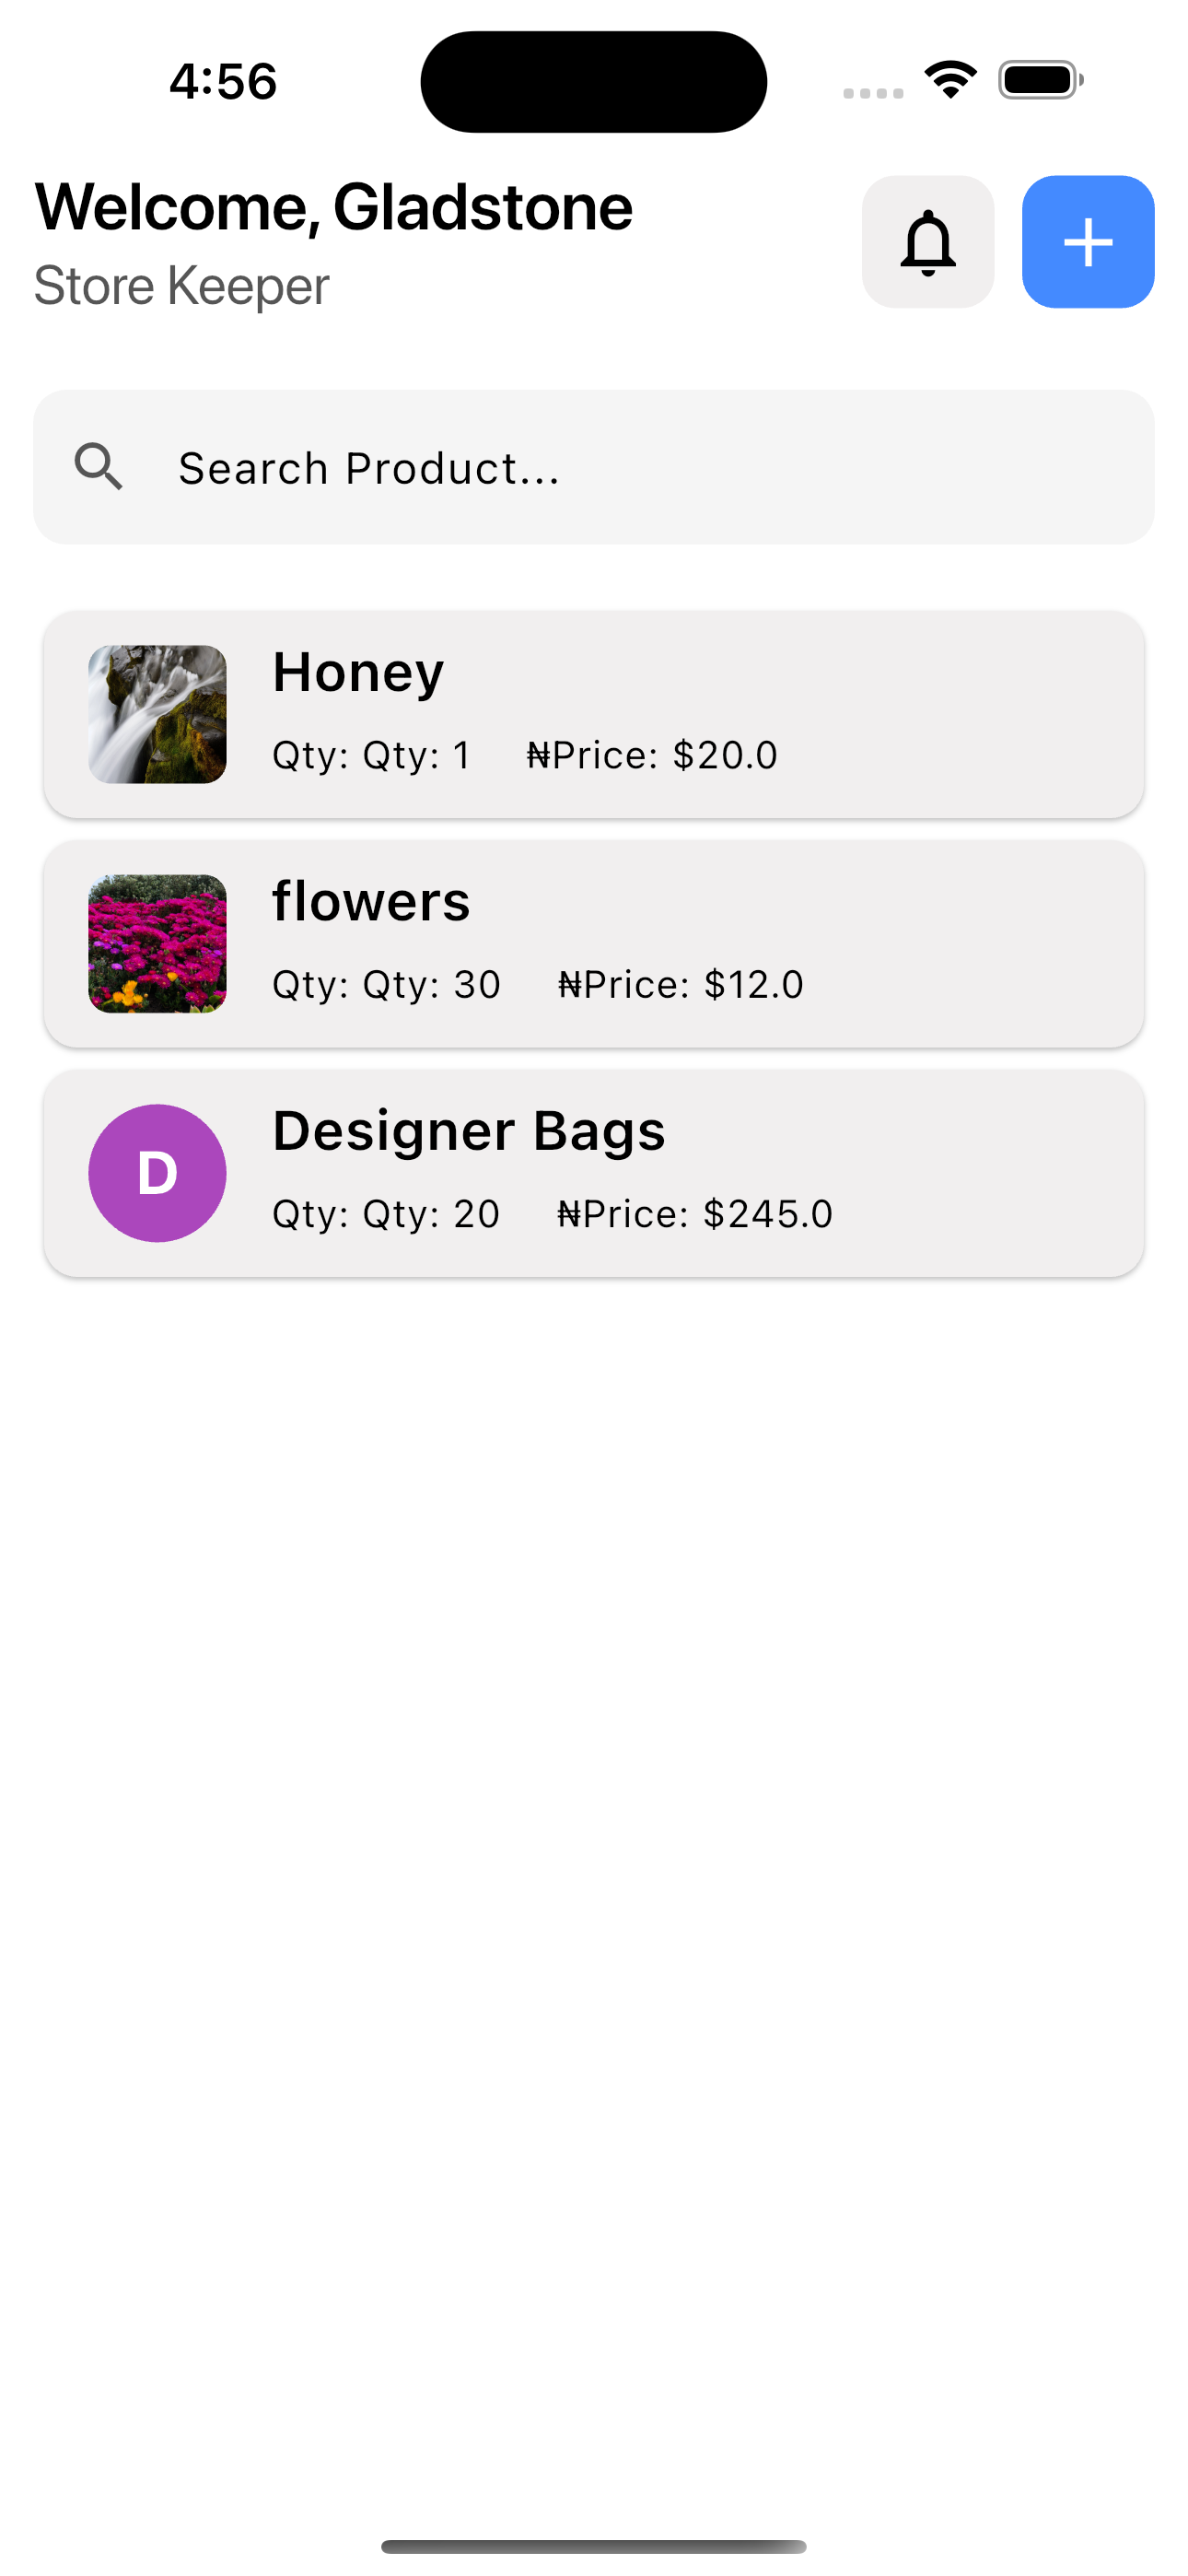 4:56
Welcome, Gladstone
Store Keeper
Search Product...
Honey
Qty: Qty: 1 ₦Price: $20.0
flowers
Qty: Qty: 30 ₦Price: $12.0
D
Designer Bags
Qty: Qty: 20 ₦Price: $245.0